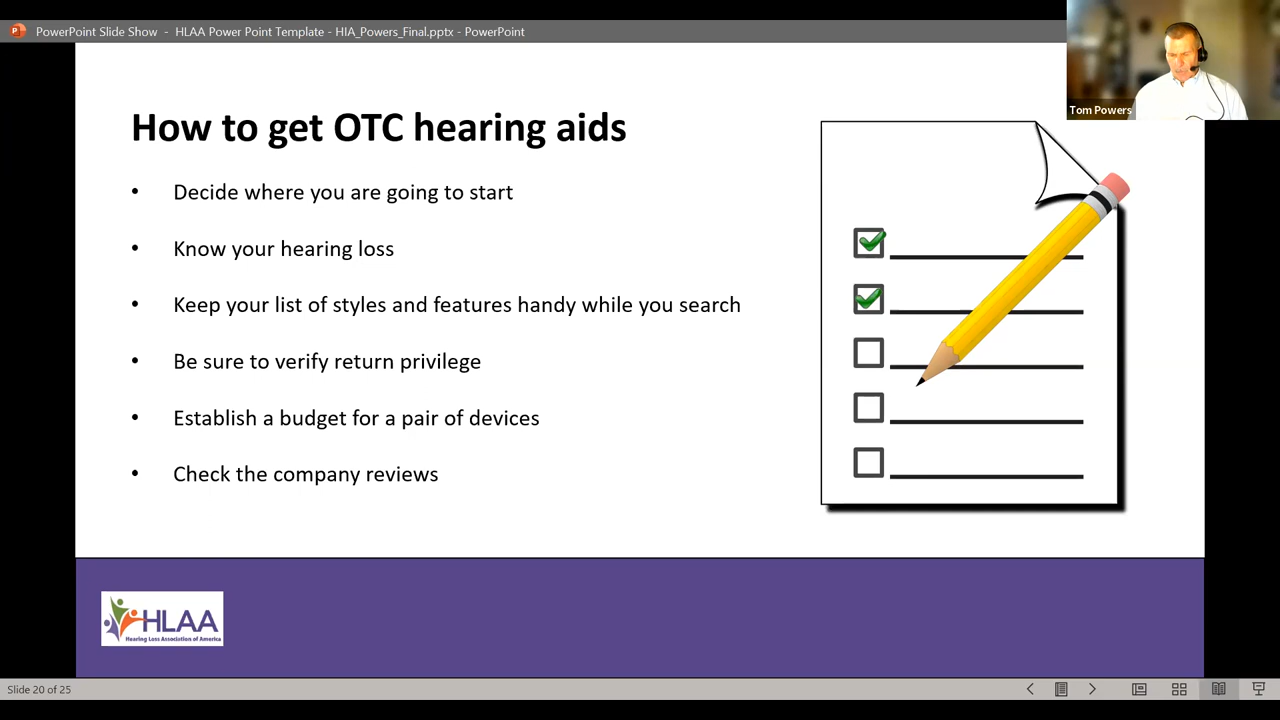 PowerPoint Slide Show - HLAA Power Point Template - HIA_Powers_Final.pptx - PowerPoint
Tom Powers
How to get OTC hearing aids
• Decide where you are going to start
• Know your hearing loss
• Keep your list of styles and features handy while you search
• Be sure to verify return privilege
• Establish a budget for a pair of devices
• Check the company reviews
HLAA
Hearing Loss Association of America
Slide 20 of 25